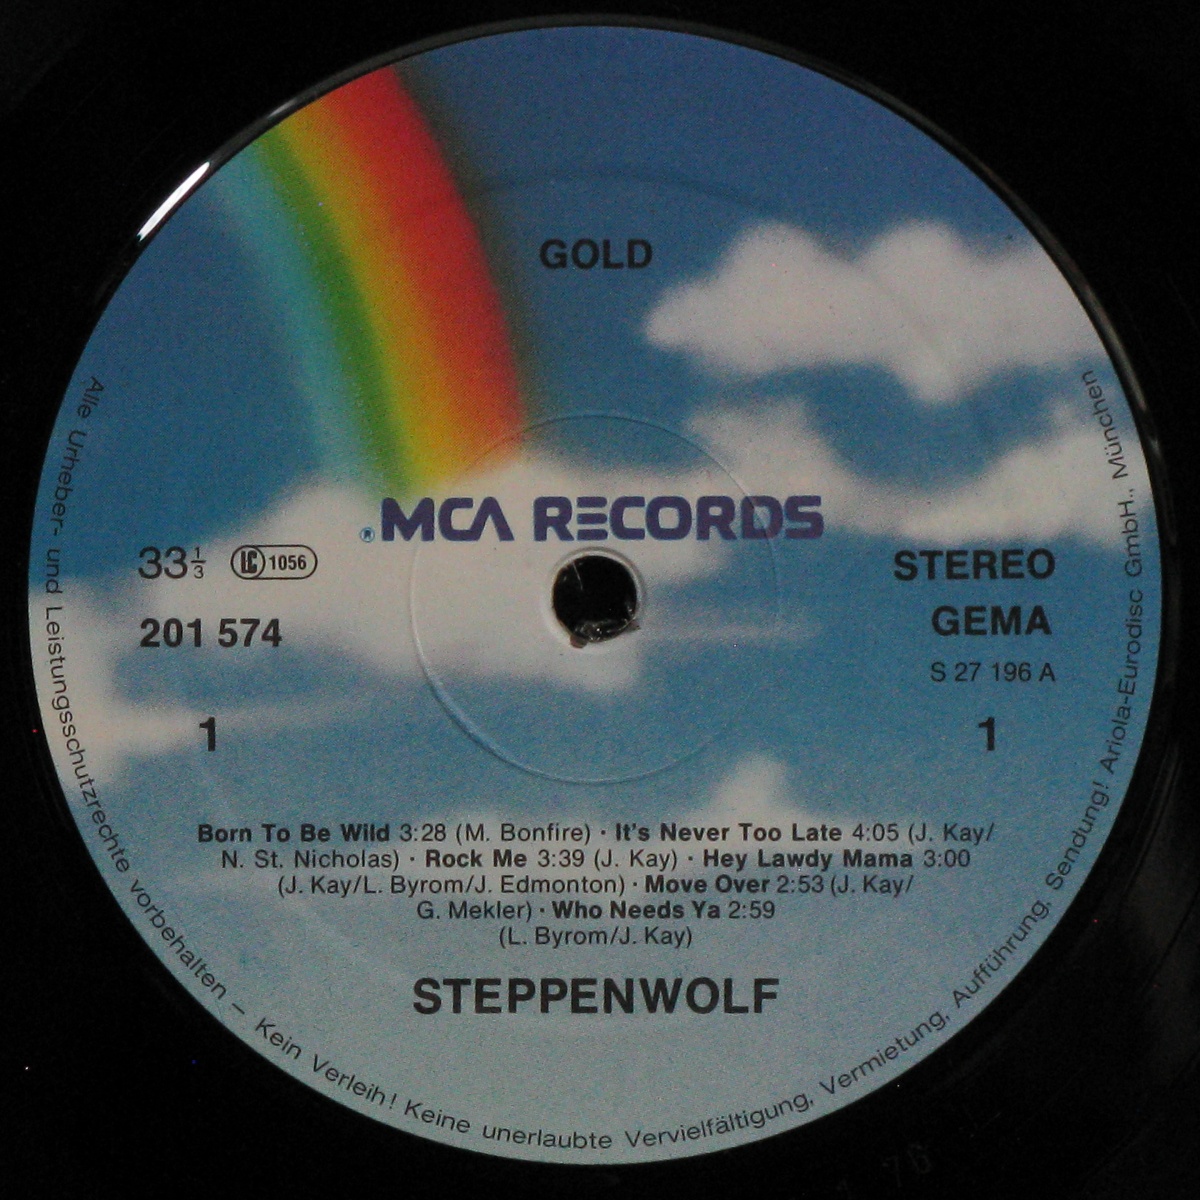 GOLD
® MCA RECORDS
33⅓ LC 1056
STEREO
201 574
GEMA
S 27 196 A
1
1
Born To Be Wild 3:28 (M. Bonfire) · It's Never Too Late 4:05 (J. Kay/
N. St. Nicholas) · Rock Me 3:39 (J. Kay) · Hey Lawdy Mama 3:00
(J. Kay/L. Byrom/J. Edmonton) · Move Over 2:53 (J. Kay/
G. Mekler) · Who Needs Ya 2:59
(L. Byrom/J. Kay)
STEPPENWOLF
Alle Urheber- und Leistungsschutzrechte vorbehalten – Kein Verleih! Keine unerlaubte Vervielfältigung, Vermietung, Aufführung, Sendung! Ariola-Eurodisc GmbH., München